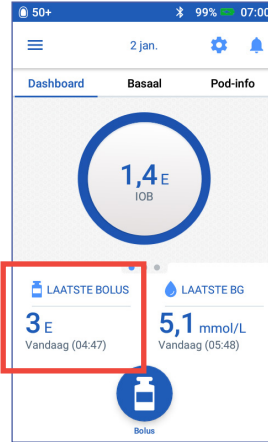 50+ 99% 07:00
2 jan.
Dashboard Basaal Pod-info
1,4 E
IOB
LAATSTE BOLUS LAATSTE BG
3 E 5,1 mmol/L
Vandaag (04:47) Vandaag (05:48)
Bolus